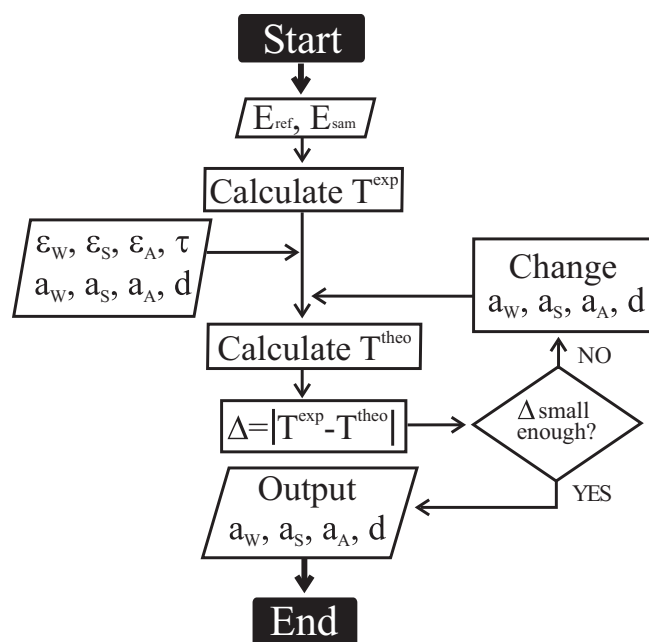 Start
E_ref, E_sam
Calculate T^exp
ε_W, ε_S, ε_A, τ
a_W, a_S, a_A, d
Change
a_W, a_S, a_A, d
Calculate T^theo
NO
Δ=|T^exp-T^theo|
Δ small
enough?
YES
Output
a_W, a_S, a_A, d
End